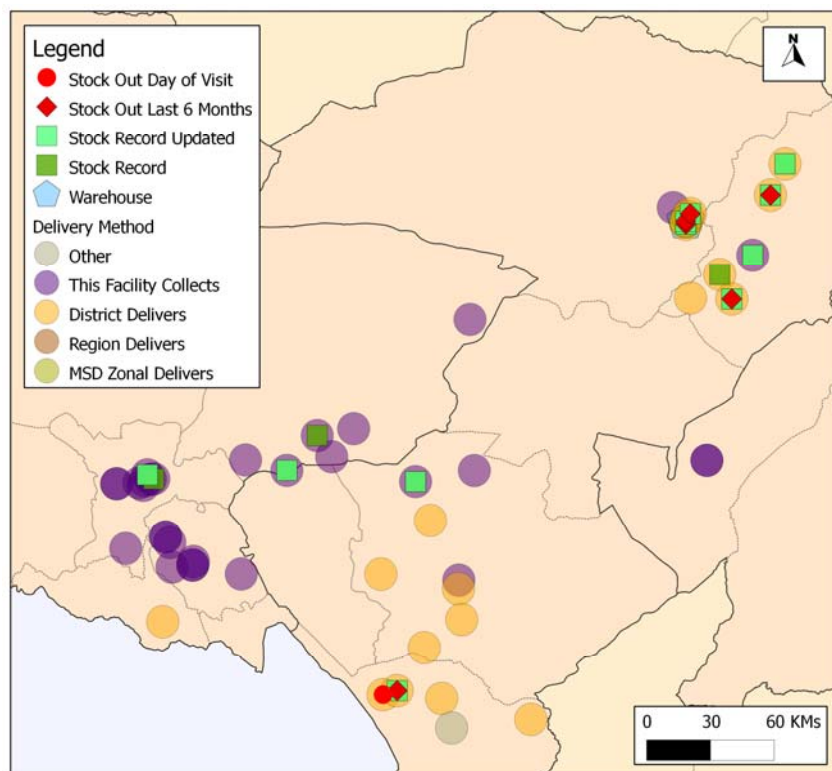 Legend
Stock Out Day of Visit
Stock Out Last 6 Months
Stock Record Updated
Stock Record
Warehouse
Delivery Method
Other
This Facility Collects
District Delivers
Region Delivers
MSD Zonal Delivers
N
0 30 60 KMs